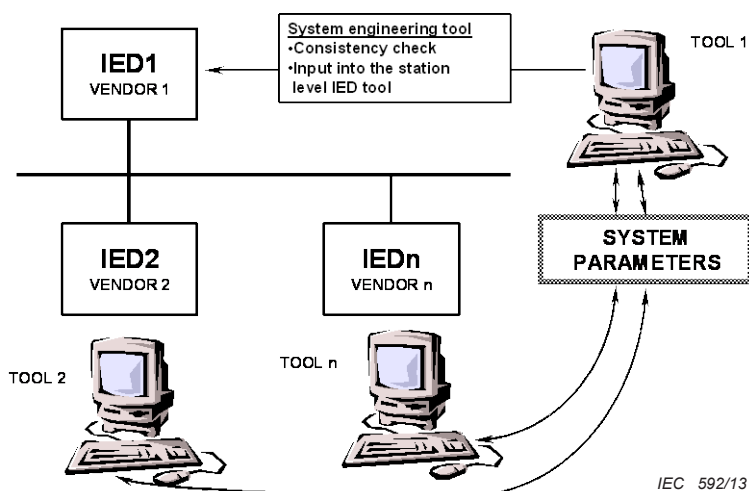 System engineering tool
•Consistency check
•Input into the station
level IED tool
TOOL 1
IED1
VENDOR 1
IED2
VENDOR 2
IEDn
VENDOR n
SYSTEM
PARAMETERS
TOOL 2
TOOL n
IEC 592/13